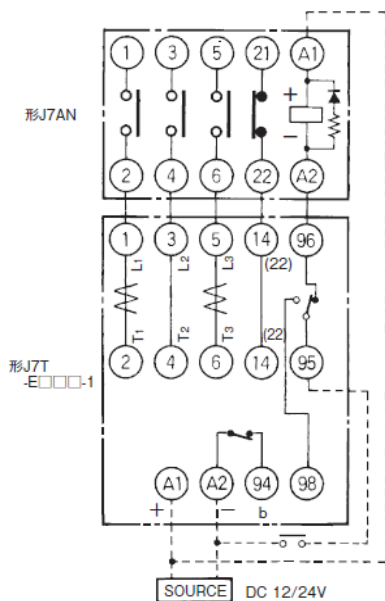 1 3 5 21 A1
+
形J7AN
−
2 4 6 22 A2
1 3 5 14 96
L1 L2 L3 (22)
T1 T2 T3 (22)
形J7T
-E□□□-1
2 4 6 14 95
A1 A2 94 98
+ − b
SOURCE DC 12/24V